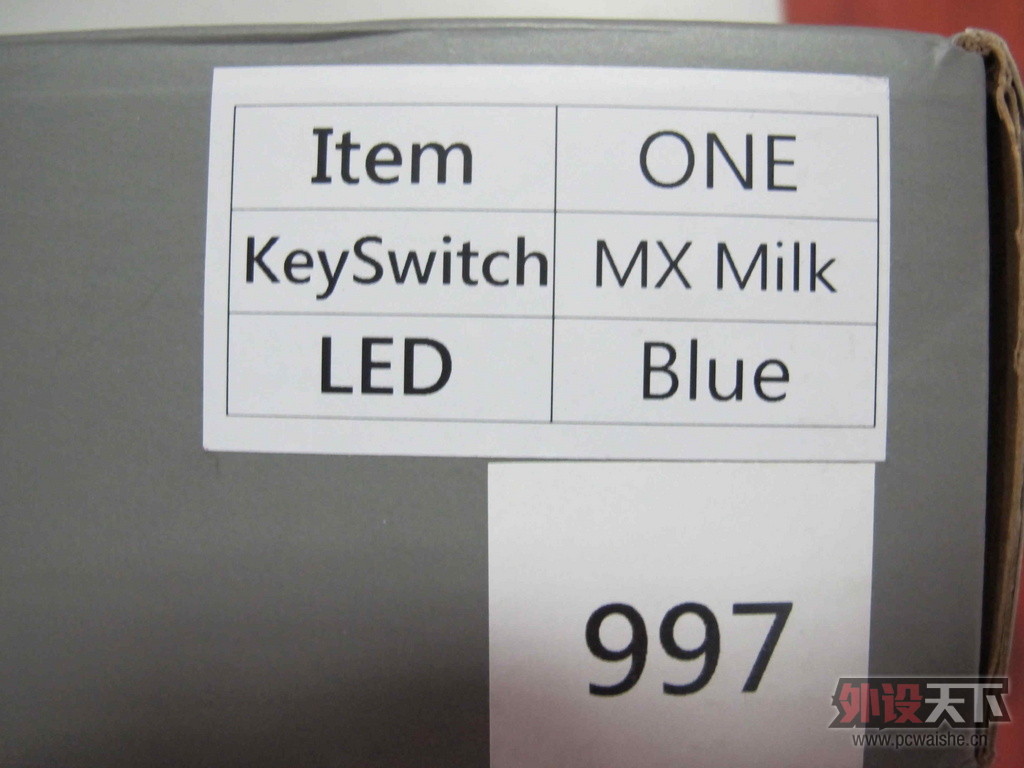 Item ONE
KeySwitch MX Milk
LED Blue
997
外设天下
www.pcwaishe.cn